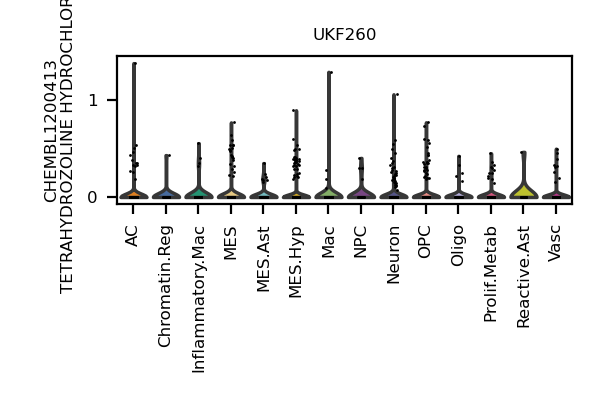 UKF260
CHEMBL1200413
TETRAHYDROZOLINE HYDROCHLOR
1
0
AC
Chromatin.Reg
Inflammatory.Mac
MES
MES.Ast
MES.Hyp
Mac
NPC
Neuron
OPC
Oligo
Prolif.Metab
Reactive.Ast
Vasc